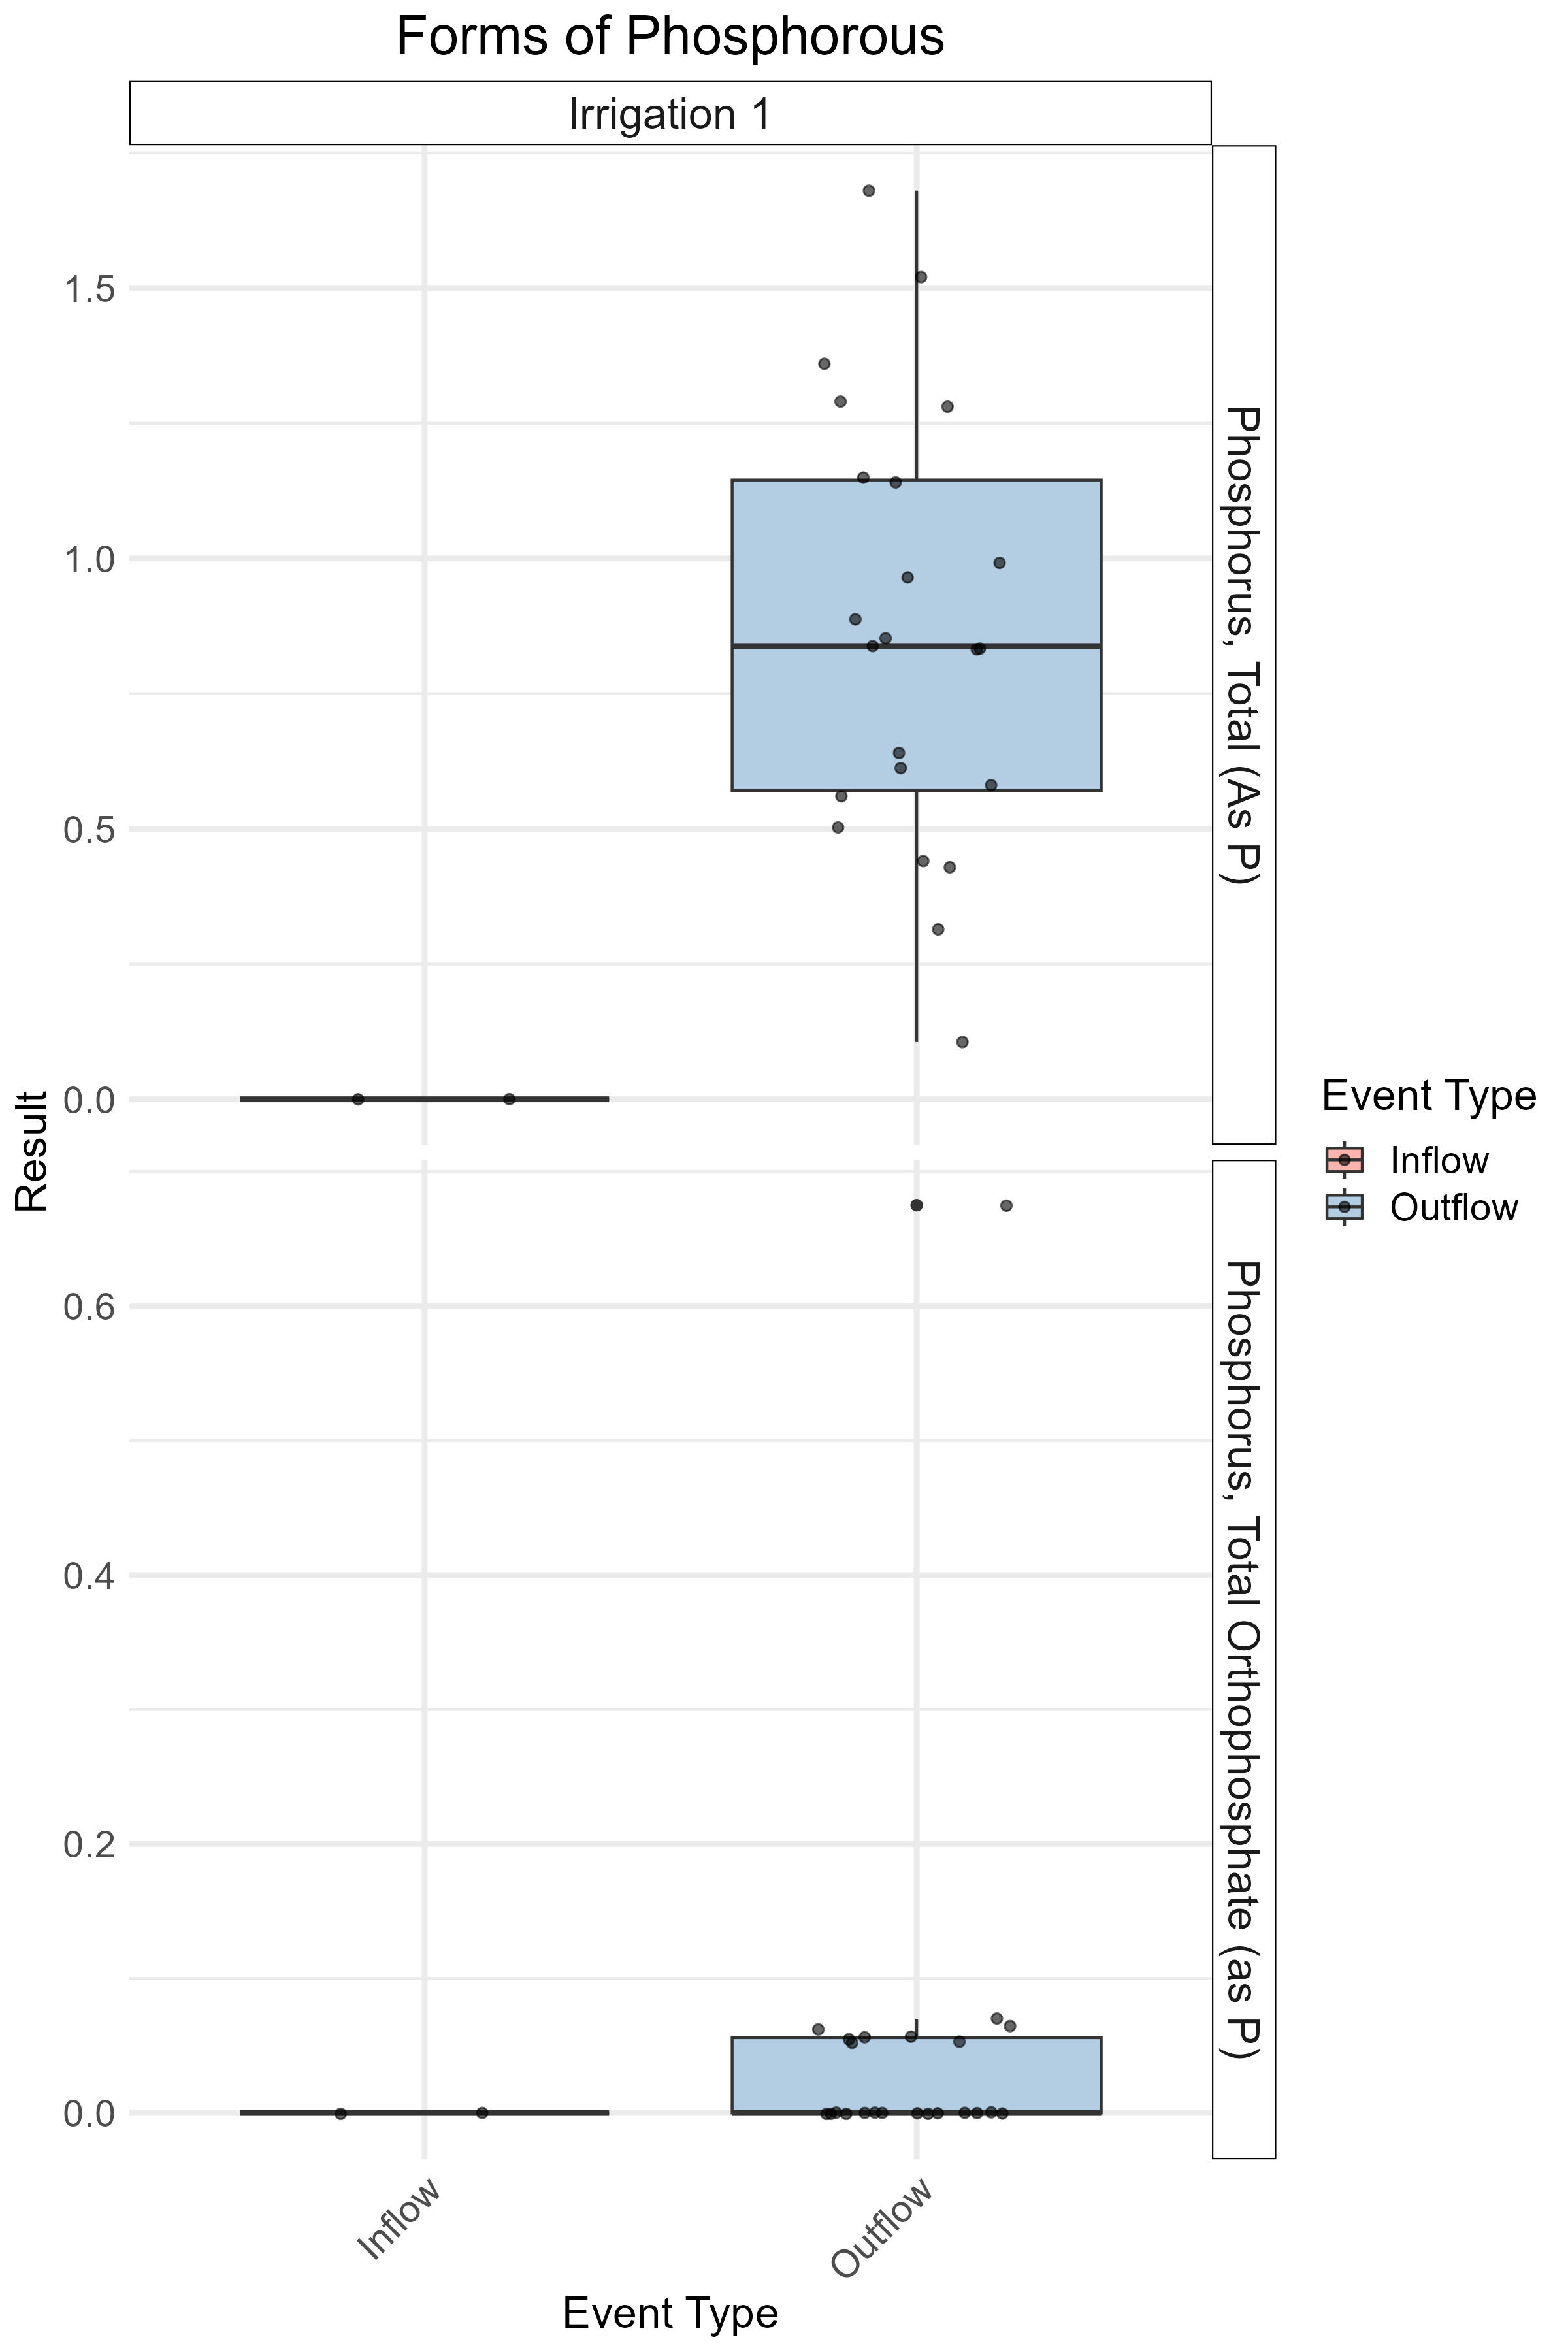 Forms of Phosphorous
Irrigation 1
Phosphorus, Total (As P)
1.5
1.0
0.5
0.0
Result
Phosphorus, Total Orthophosphate (as P)
0.6
0.4
0.2
0.0
Inflow
Outflow
Event Type
Event Type
Inflow
Outflow